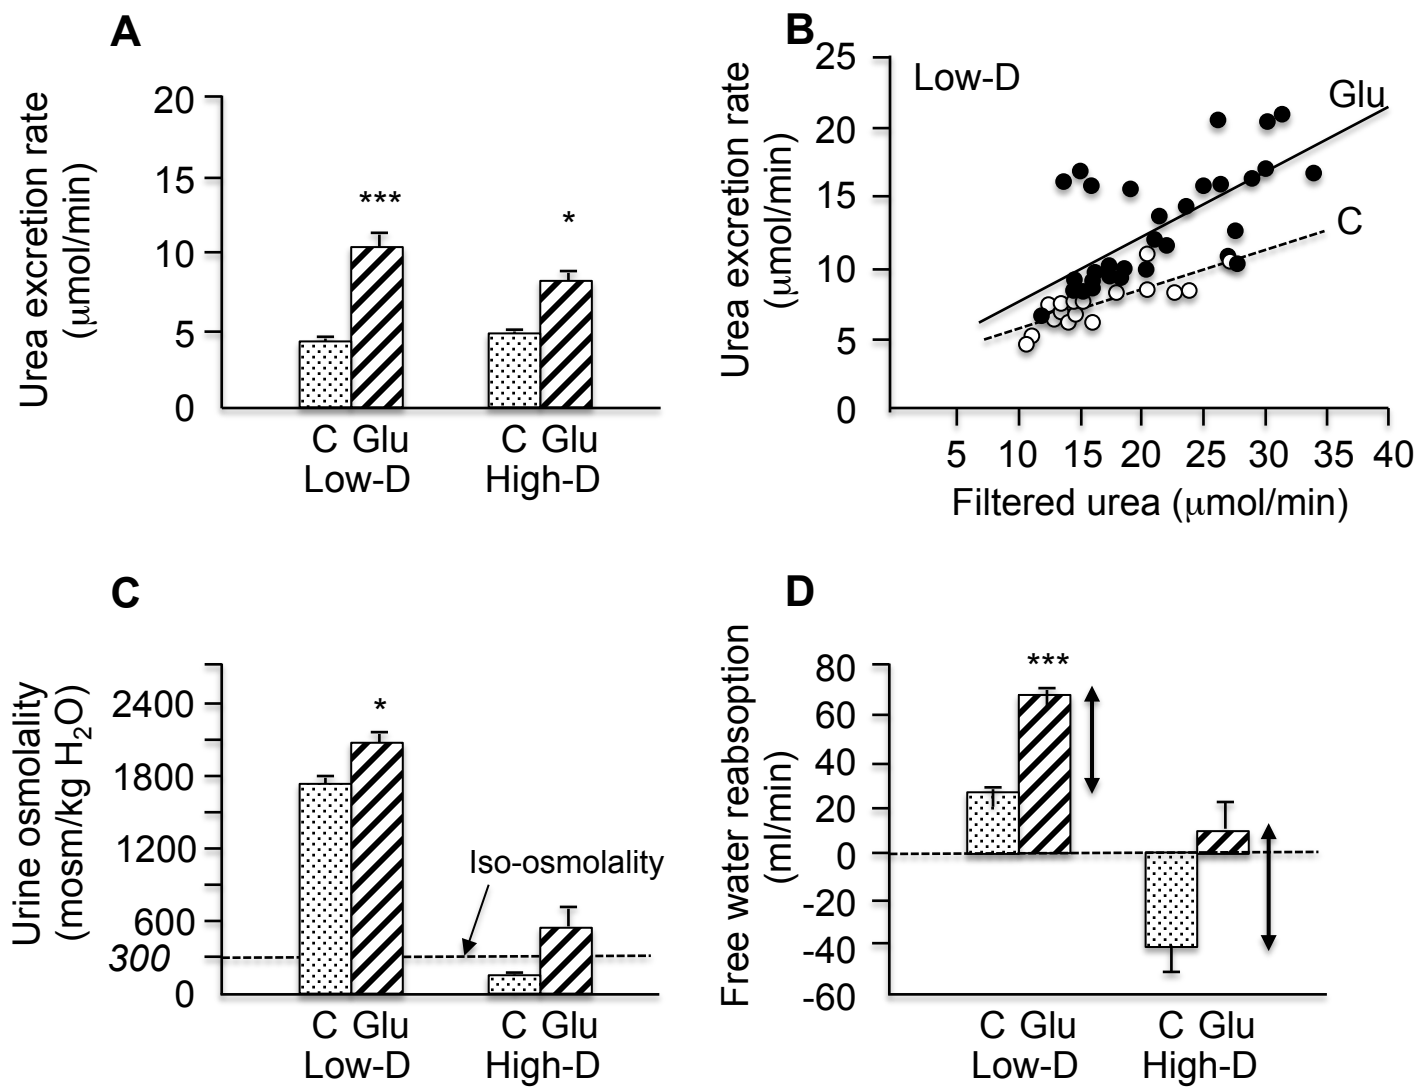 A
Urea excretion rate
(μmol/min)
20
15
10
5
0
***
*
C Glu
C Glu
Low-D
High-D
B
Urea excretion rate
(μmol/min)
25
20
15
10
5
0
Low-D
Glu
C
5 10 15 20 25 30 35 40
Filtered urea (μmol/min)
C
Urine osmolality
(mosm/kg H₂O)
2400
1800
1200
600
300
0
*
Iso-osmolality
C Glu
C Glu
Low-D
High-D
D
Free water reabsoption
(ml/min)
80
60
40
20
0
-20
-40
-60
***
C Glu
C Glu
Low-D
High-D